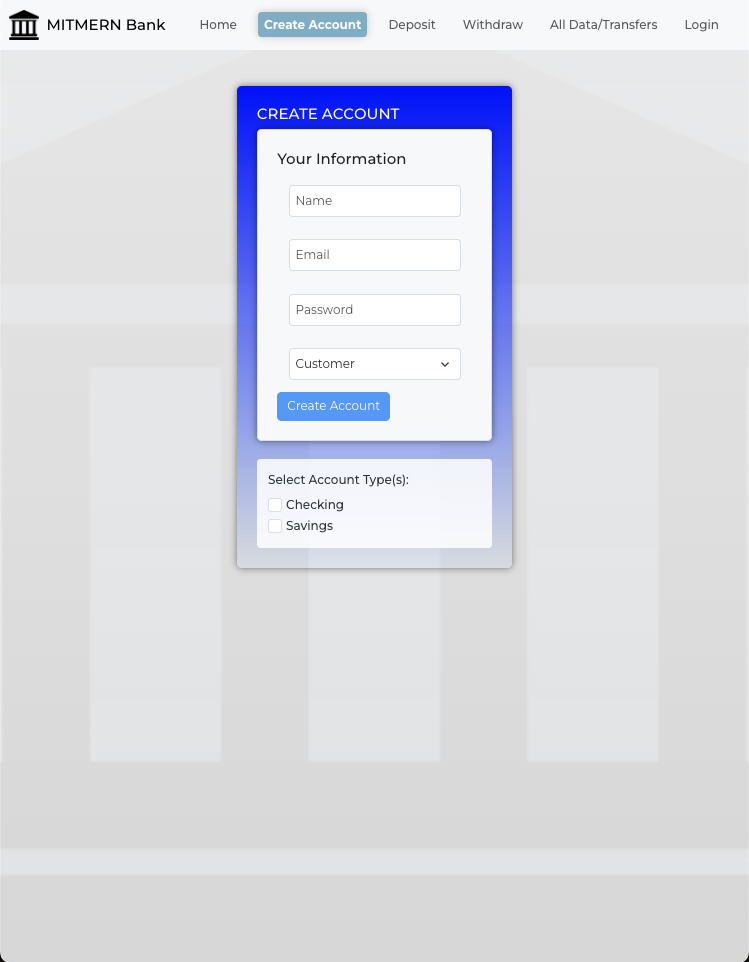 MITMERN Bank Home Create Account Deposit Withdraw All Data/Transfers Login
CREATE ACCOUNT
Your Information
Name
Email
Password
Customer
Create Account
Select Account Type(s):
Checking
Savings